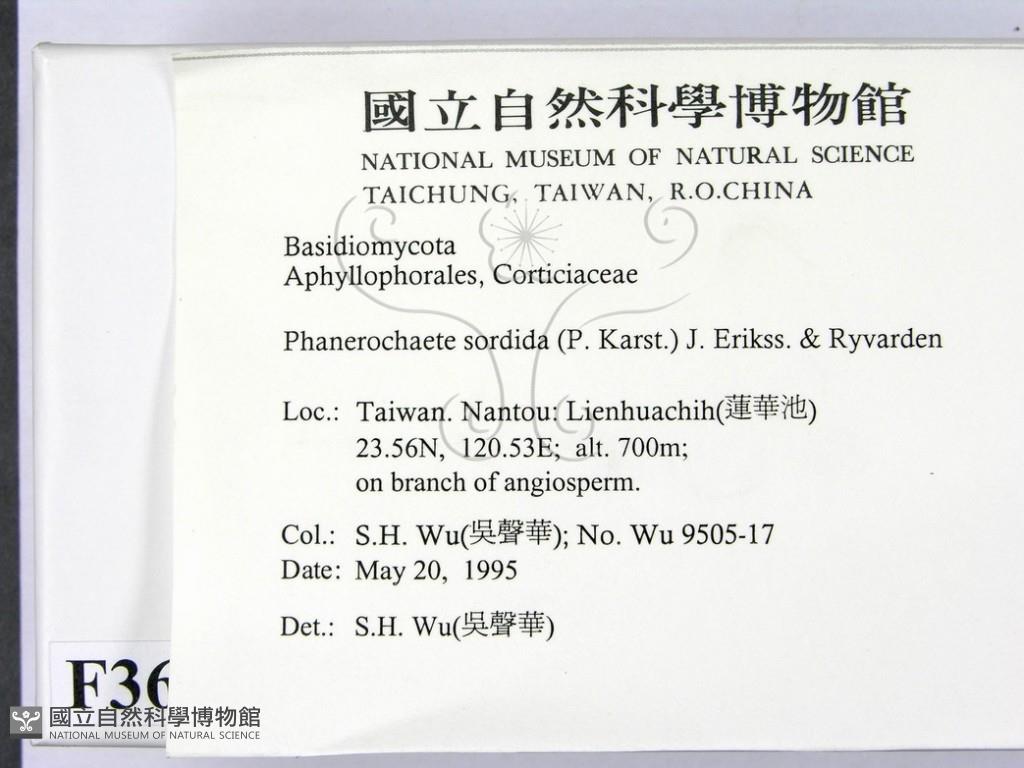 國立自然科學博物館
NATIONAL MUSEUM OF NATURAL SCIENCE
TAICHUNG, TAIWAN, R.O.CHINA
Basidiomycota
Aphyllophorales, Corticiaceae
Phanerochaete sordida (P. Karst.) J. Erikss. & Ryvarden
Loc.: Taiwan. Nantou: Lienhuachih(蓮華池)
23.56N, 120.53E; alt. 700m;
on branch of angiosperm.
Col.: S.H. Wu(吳聲華); No. Wu 9505-17
Date: May 20, 1995
Det.: S.H. Wu(吳聲華)
F36
國立自然科學博物館
NATIONAL MUSEUM OF NATURAL SCIENCE